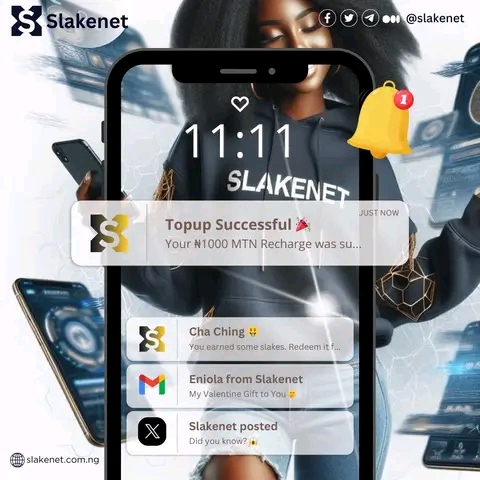 Slakenet
@slakenet
11:11
1
SLAKENET
JUST NOW
Topup Successful 🎉
Your ₦1000 MTN Recharge was su...
Cha Ching 🤑
You earned some slakes. Redeem it f...
Eniola from Slakenet
My Valentine Gift to You
Slakenet posted
Did you know? 😱
slakenet.com.ng